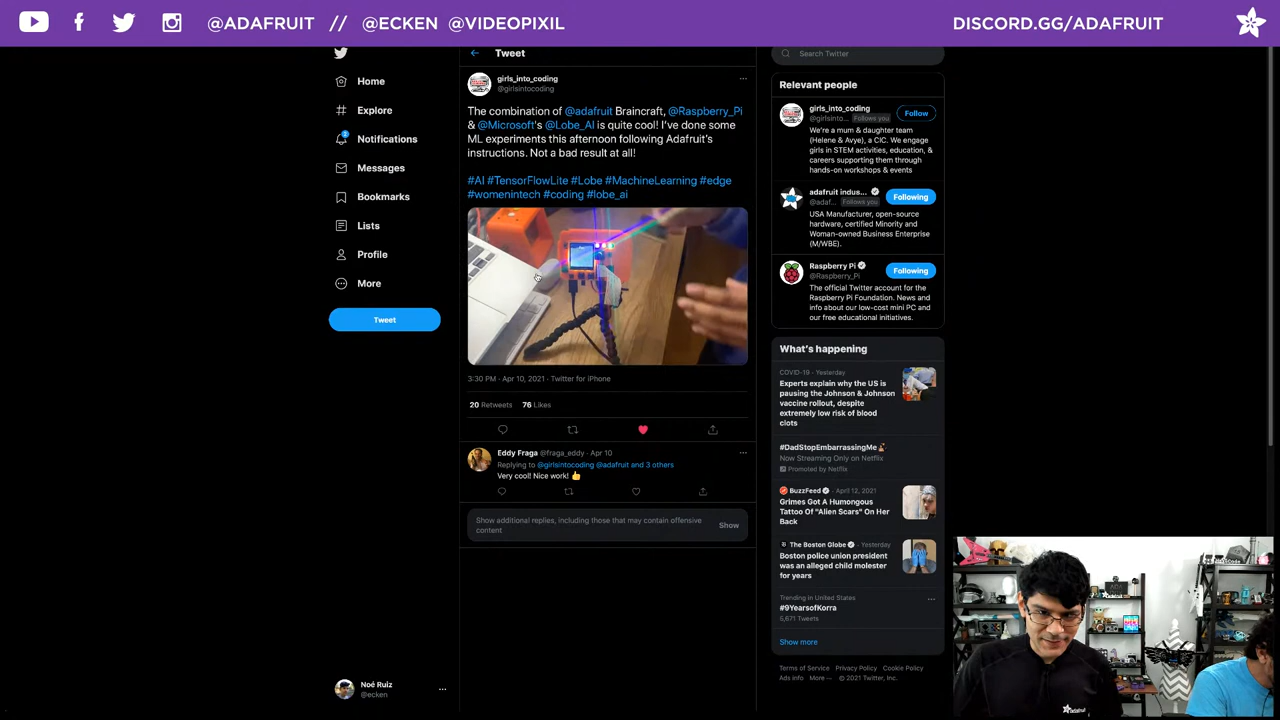 @ADAFRUIT // @ECKEN @VIDEOPIXIL
DISCORD.GG/ADAFRUIT
Home
Explore
2
Notifications
Messages
Bookmarks
Lists
Profile
More
Tweet
Noé Ruiz
@ecken
Tweet
girls_into_coding
@girlsintocoding
The combination of @adafruit Braincraft, @Raspberry_Pi
& @Microsoft's @Lobe_AI is quite cool! I've done some
ML experiments this afternoon following Adafruit's
instructions. Not a bad result at all!
#AI #TensorFlowLite #Lobe #MachineLearning #edge
#womenintech #coding #lobe_ai
3:30 PM · Apr 10, 2021 · Twitter for iPhone
20 Retweets 76 Likes
Eddy Fraga @fraga_eddy · Apr 10
Replying to @girlsintocoding @adafruit and 3 others
Very cool! Nice work! 👍
Show additional replies, including those that may contain offensive
content
Show
Search Twitter
Relevant people
girls_into_coding
@girlsinto... Follows you
Follow
We're a mum & daughter team
(Helene & Avye), a CIC. We engage
girls in STEM activities, education, &
careers supporting them through
hands-on workshops & events
adafruit indus...
@adaf... Follows you
Following
USA Manufacturer, open-source
hardware, certified Minority and
Woman-owned Business Enterprise
(M/WBE).
Raspberry Pi
@Raspberry_Pi
Following
The official Twitter account for the
Raspberry Pi Foundation. News and
info about our low-cost mini PC and
our free educational initiatives.
What's happening
COVID-19 · Yesterday
Experts explain why the US is
pausing the Johnson & Johnson
vaccine rollout, despite
extremely low risk of blood
clots
#DadStopEmbarrassingMe
Now Streaming Only on Netflix
Promoted by Netflix
BuzzFeed · April 12, 2021
Grimes Got A Humongous
Tattoo Of "Alien Scars" On Her
Back
The Boston Globe · Yesterday
Boston police union president
was an alleged child molester
for years
Trending in United States
#9YearsofKorra
5,671 Tweets
Show more
Terms of Service Privacy Policy Cookie Policy
Ads info More ··· © 2021 Twitter, Inc.
adafruit